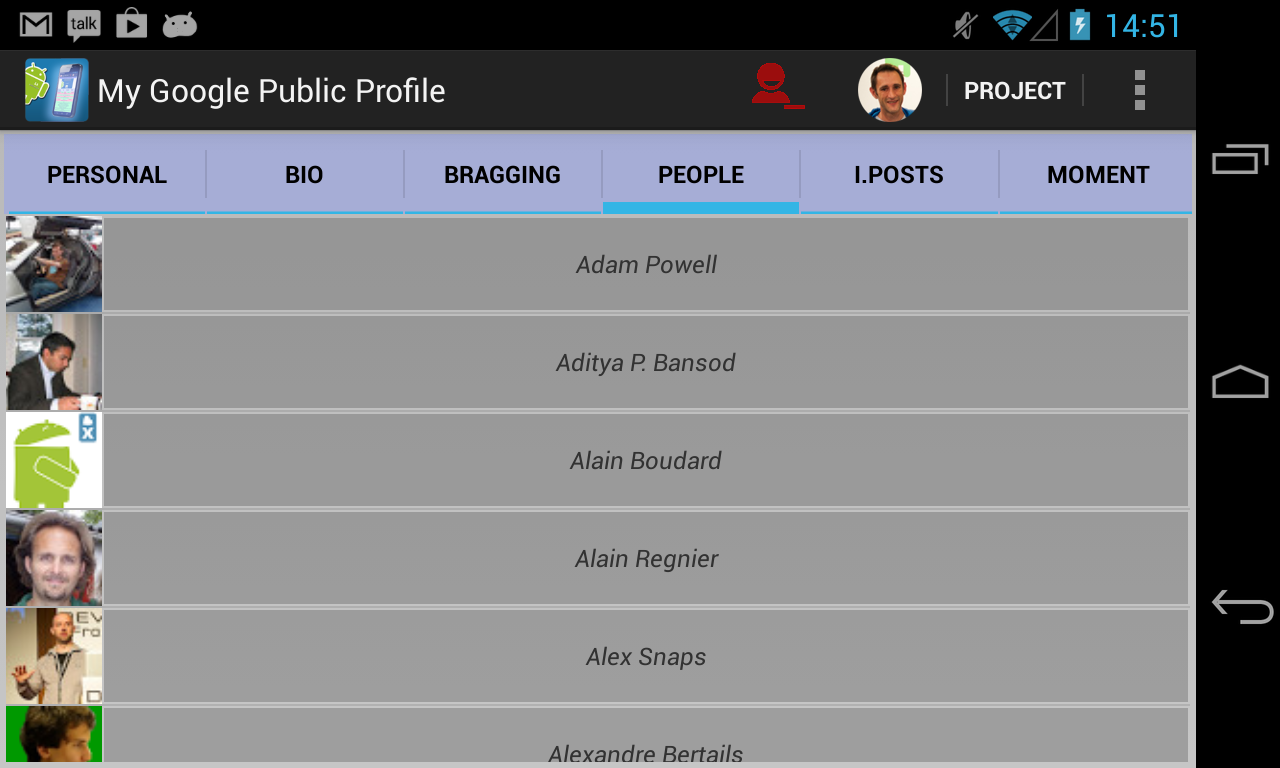 talk
14:51
My Google Public Profile
PROJECT
PERSONAL BIO BRAGGING PEOPLE I.POSTS MOMENT
Adam Powell
Aditya P. Bansod
x
Alain Boudard
Alain Regnier
Alex Snaps
Alexandre Bertails